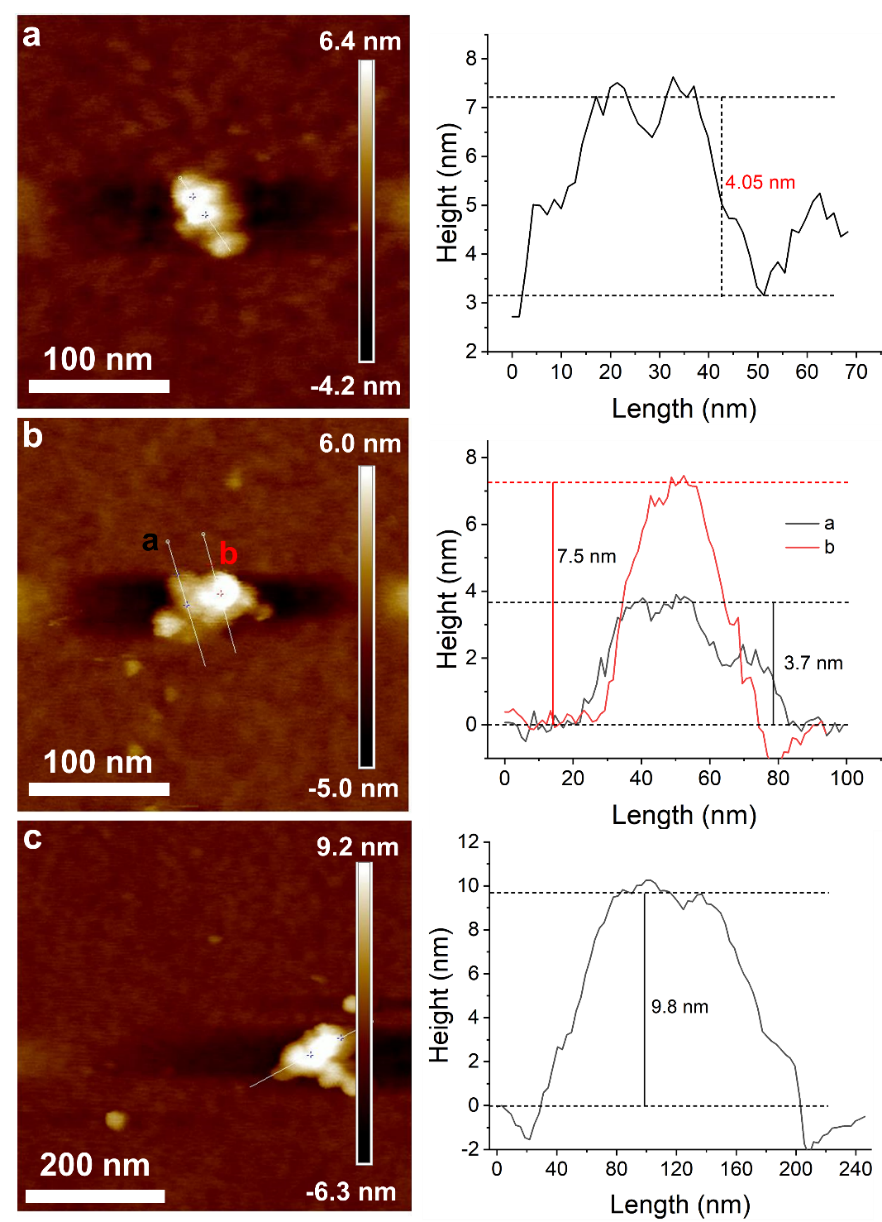 a
6.4 nm
100 nm
-4.2 nm
8
7
6
5
4
3
2
Height (nm)
4.05 nm
0
10
20
30
40
50
60
70
Length (nm)
b
6.0 nm
a
b
100 nm
-5.0 nm
8
6
4
2
0
Height (nm)
a
b
7.5 nm
3.7 nm
0
20
40
60
80
100
Length (nm)
c
9.2 nm
200 nm
-6.3 nm
12
10
8
6
4
2
0
-2
Height (nm)
9.8 nm
0
40
80
120
160
200
240
Length (nm)